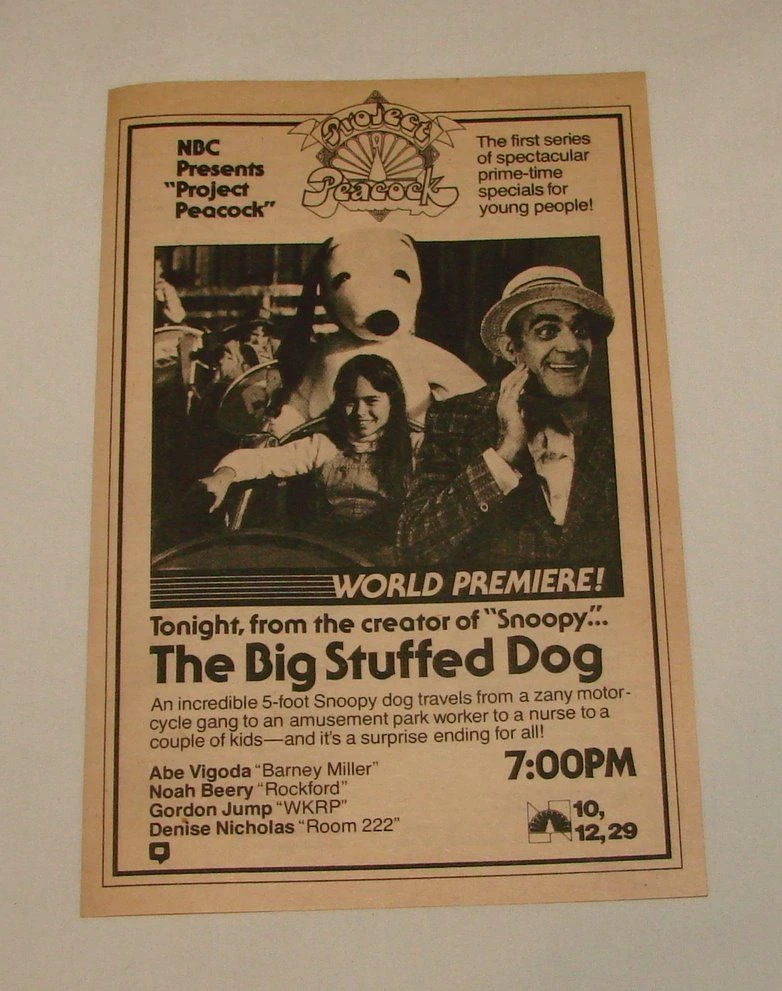 NBC
Presents
"Project
Peacock"
Project
Peacock
The first series
of spectacular
prime-time
specials for
young people!
WORLD PREMIERE!
Tonight, from the creator of "Snoopy"...
The Big Stuffed Dog
An incredible 5-foot Snoopy dog travels from a zany motor-
cycle gang to an amusement park worker to a nurse to a
couple of kids—and it's a surprise ending for all!
Abe Vigoda "Barney Miller"
Noah Beery "Rockford"
Gordon Jump "WKRP"
Denise Nicholas "Room 222"
7:00PM
10,
12, 29